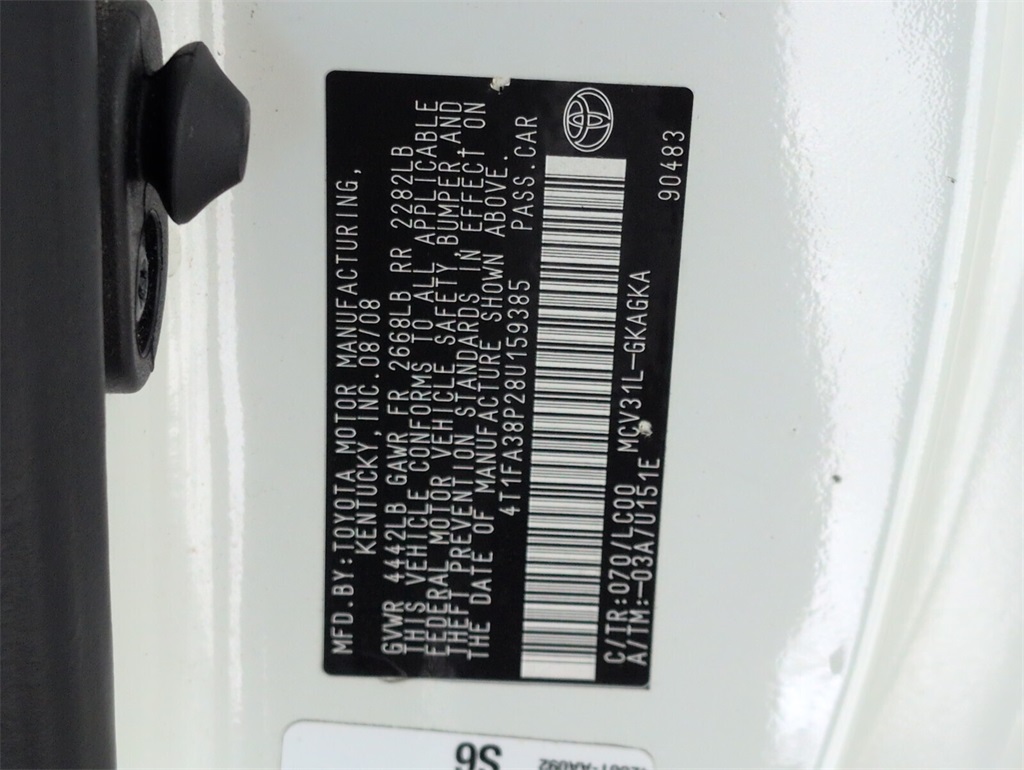 MFD.BY:TOYOTA MOTOR MANUFACTURING,
KENTUCKY, INC.08/08
GVWR 4442LB GAWR FR 2668LB RR 2282LB
THIS VEHICLE CONFORMS TO ALL APPLICABLE
FEDERAL MOTOR VEHICLE SAFETY, BUMPER, AND
THEFT PREVENTION STANDARDS IN EFFECT ON
THE DATE OF MANUFACTURE SHOWN ABOVE.
4T1FA38P28U159385 PASS.CAR
C/TR:070/LC00 MCV31L-GKAGKA
A/TM:-03A/U151E 90483
S6